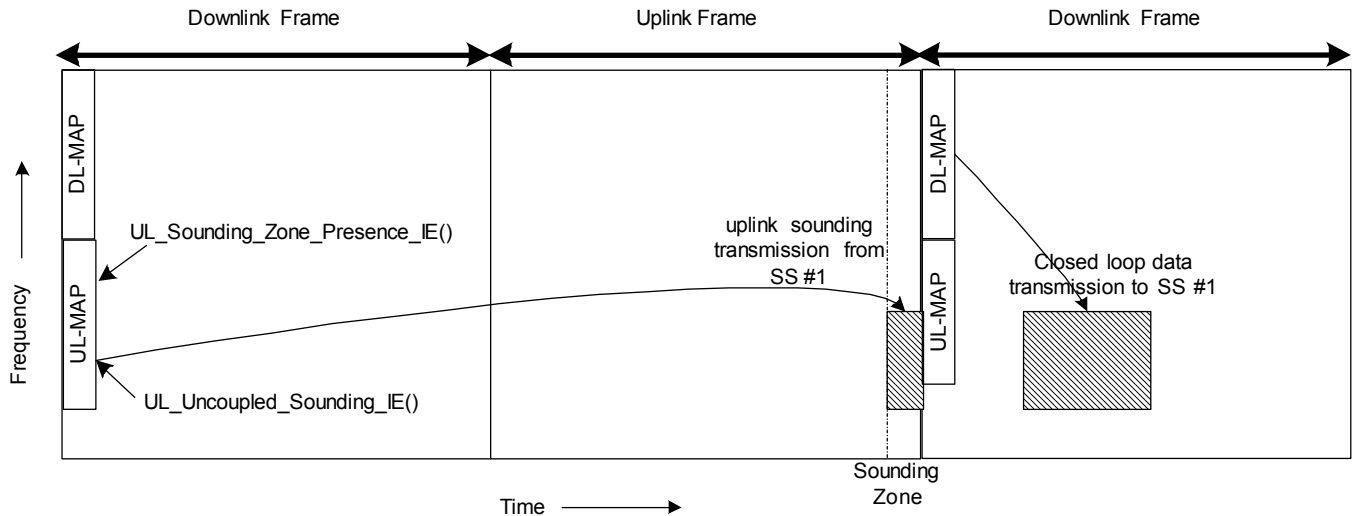 Downlink Frame
Uplink Frame
Downlink Frame
DL-MAP
UL-MAP
UL_Sounding_Zone_Presence_IE()
UL_Uncoupled_Sounding_IE()
uplink sounding
transmission from
SS #1
DL-MAP
UL-MAP
Closed loop data
transmission to SS #1
Frequency
Sounding
Zone
Time